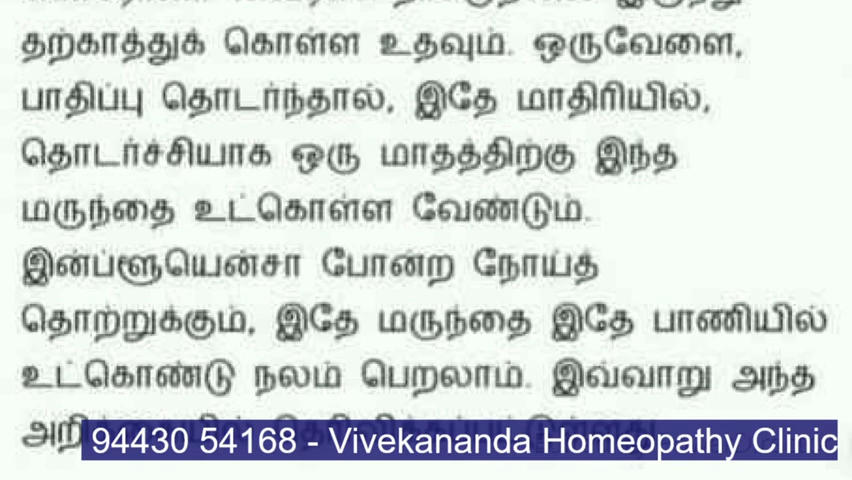 தற்காத்துக் கொள்ள உதவும். ஒருவேளை,
பாதிப்பு தொடர்ந்தால், இதே மாதிரியில்,
தொடர்ச்சியாக ஒரு மாதத்திற்கு இந்த
மருந்தை உட்கொள்ள வேண்டும்.
இன்ப்ளூயென்சா போன்ற நோய்த்
தொற்றுக்கும், இதே மருந்தை இதே பாணியில்
உட்கொண்டு நலம் பெறலாம். இவ்வாறு அந்த
94430 54168 - Vivekananda Homeopathy Clinic